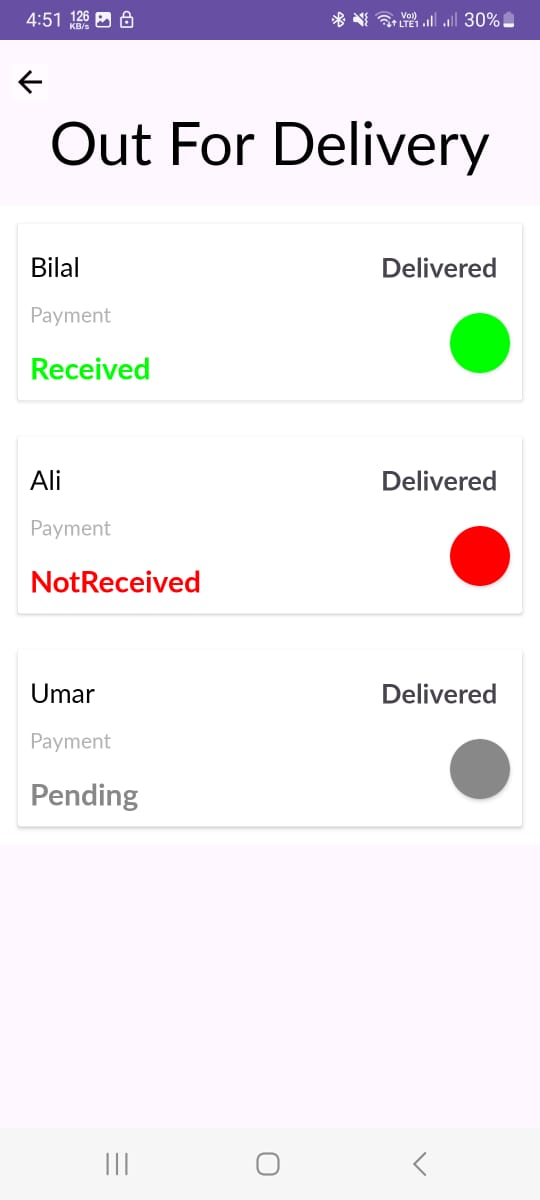 4:51 126 KB/s Vo)) LTE1 30%
Out For Delivery
Bilal Delivered
Payment
Received
Ali Delivered
Payment
NotReceived
Umar Delivered
Payment
Pending